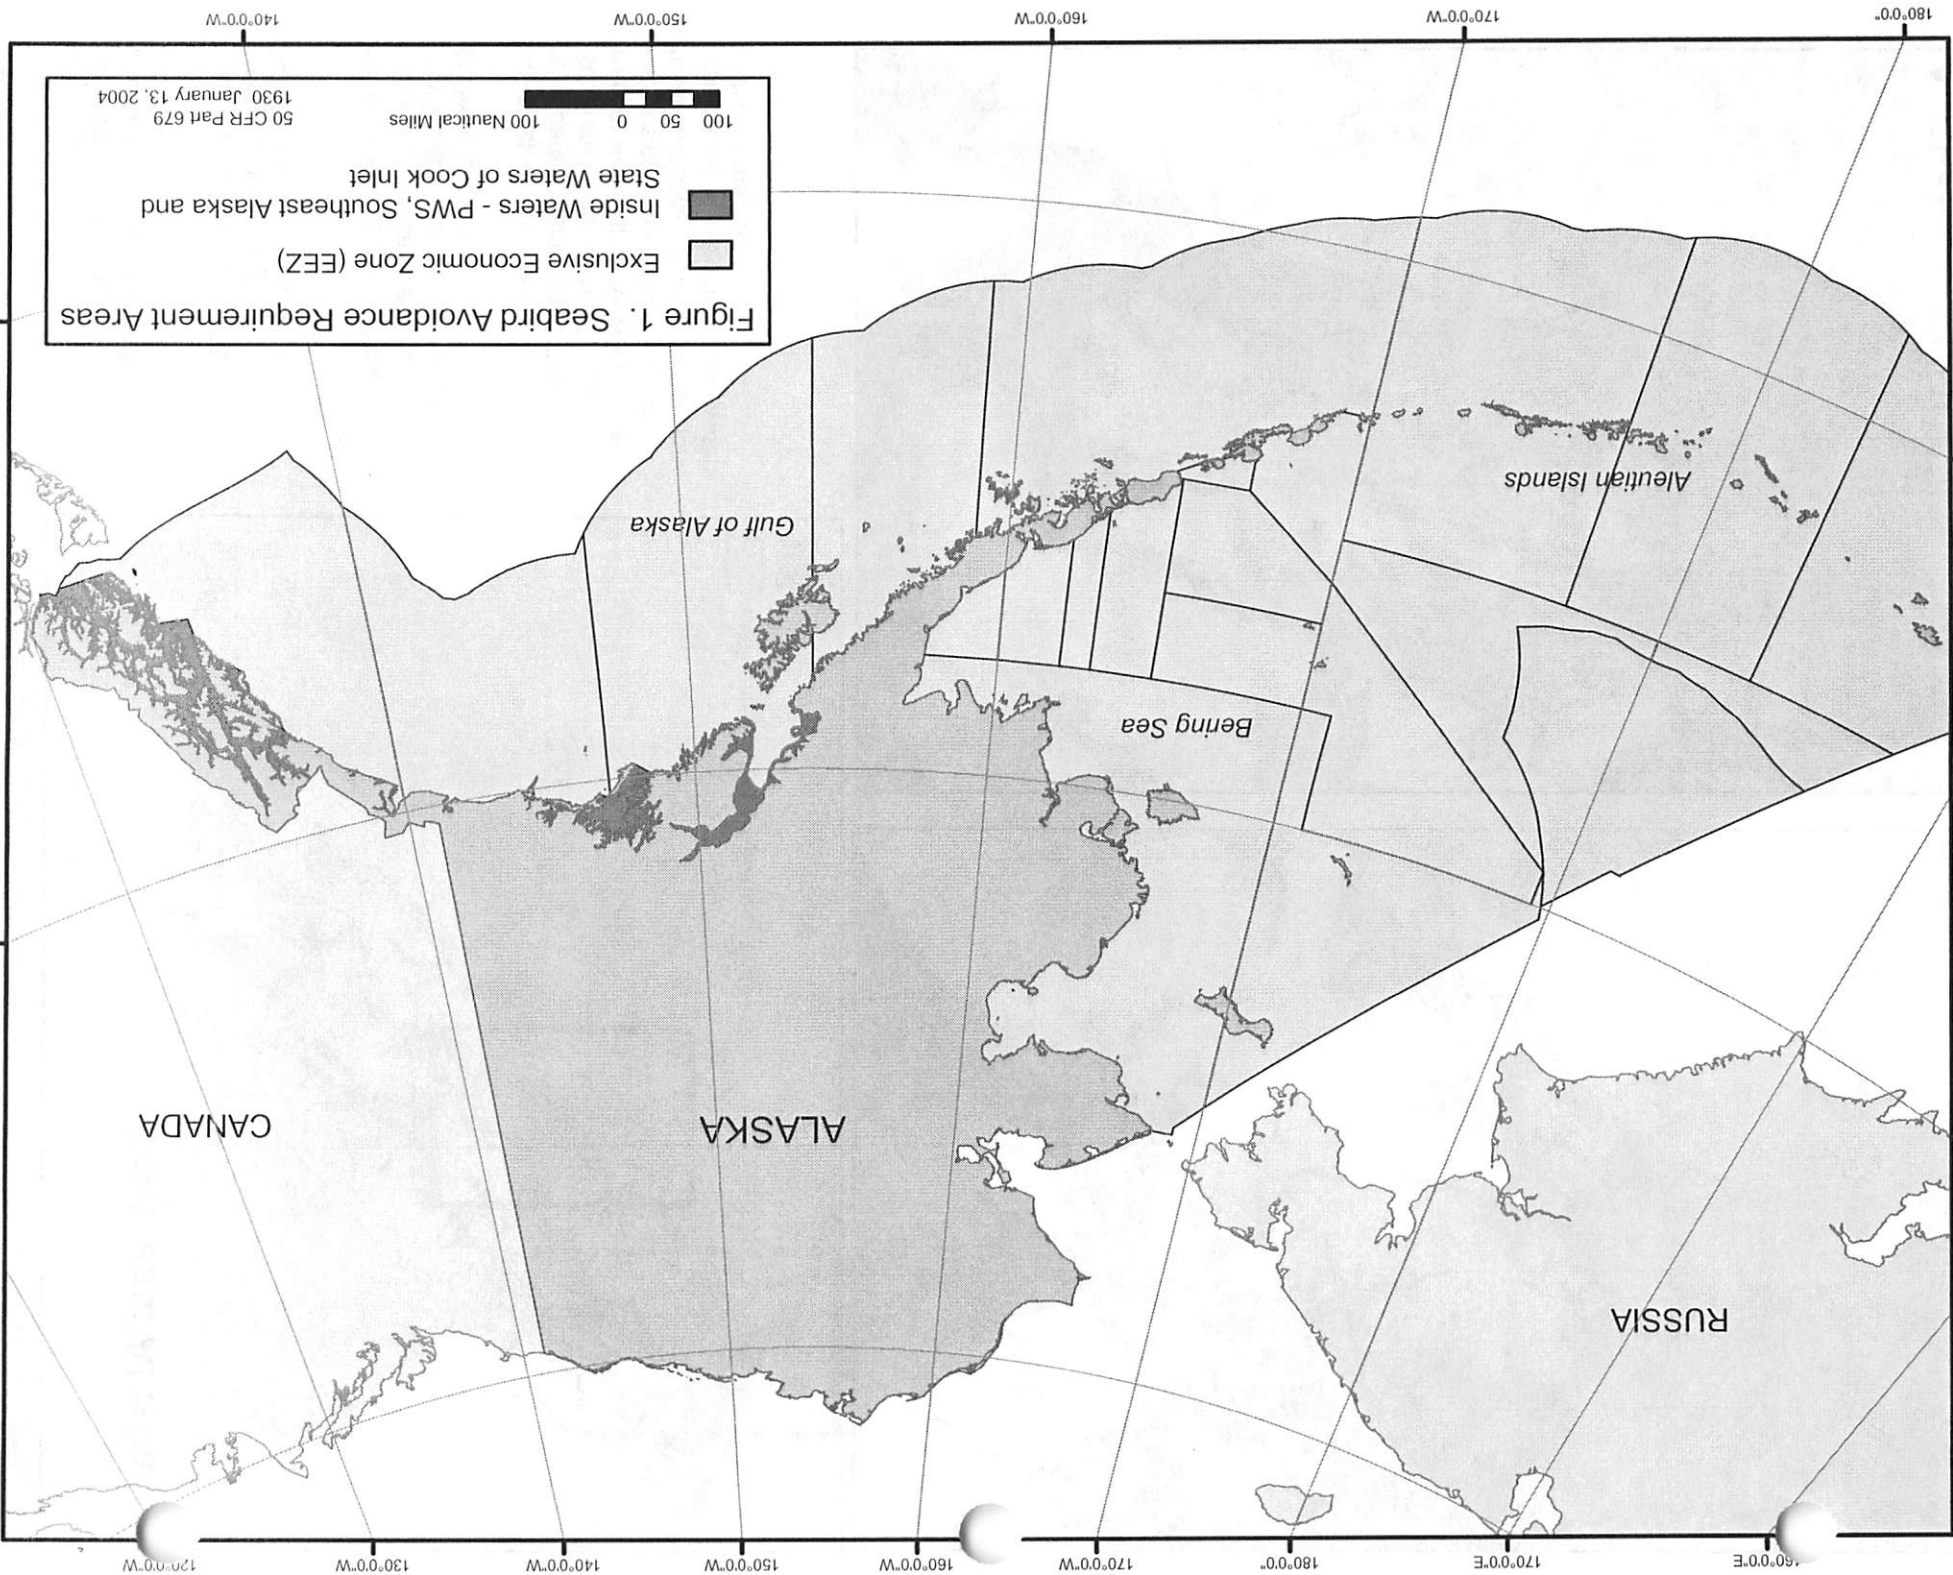 160°0'0"E 170°0'0"E 180°0'0" 170°0'0"W 160°0'0"W 150°0'0"W 140°0'0"W 130°0'0"W 120°0'0"W
RUSSIA
ALASKA
CANADA
Bering Sea
Gulf of Alaska
Aleutian Islands
Figure 1. Seabird Avoidance Requirement Areas
Exclusive Economic Zone (EEZ)
Inside Waters - PWS, Southeast Alaska and
State Waters of Cook Inlet
100 50 0 100 Nautical Miles
50 CFR Part 679
1930 January 13, 2004
180°0'0" 170°0'0"W 160°0'0"W 150°0'0"W 140°0'0"W